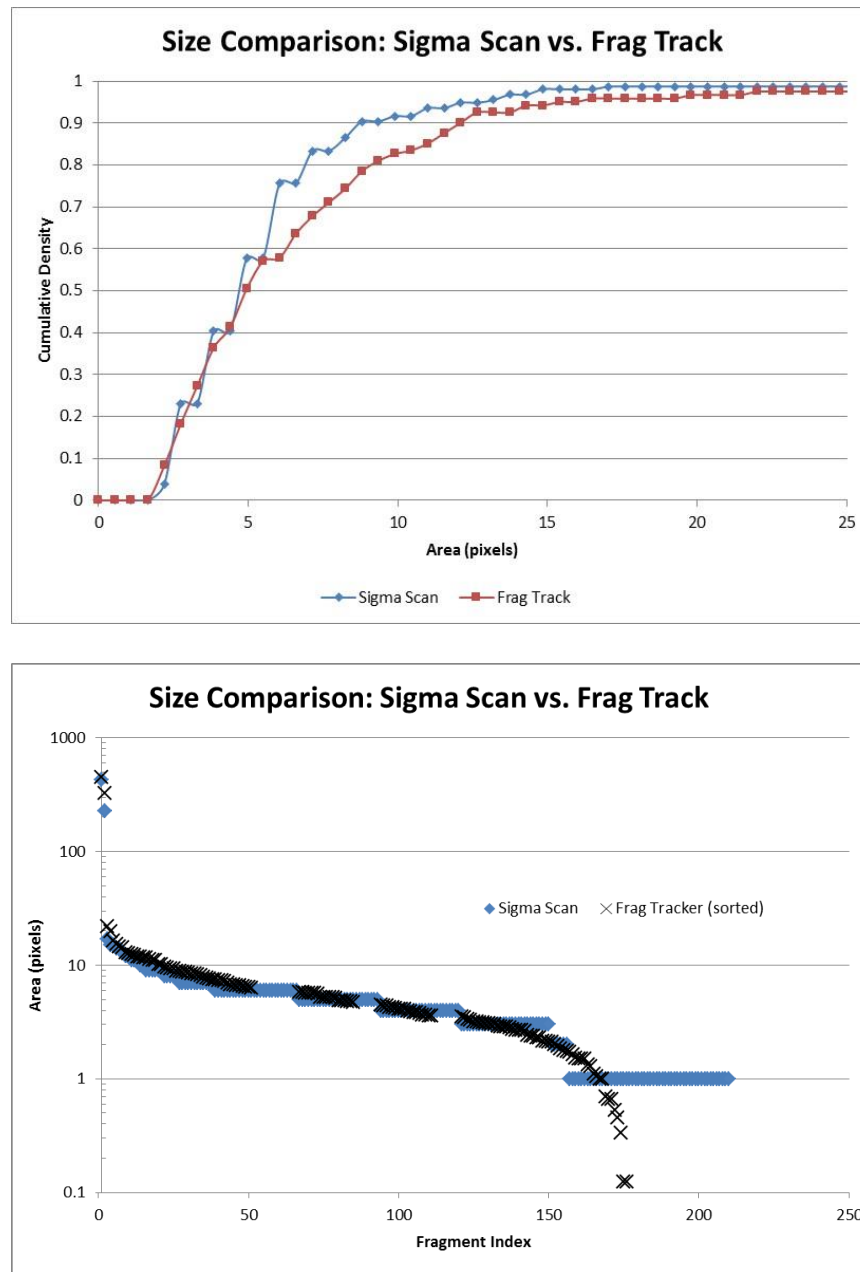 Size Comparison: Sigma Scan vs. Frag Track
1
0.9
0.8
0.7
0.6
0.5
0.4
0.3
0.2
0.1
0
Cumulative Density
0 5 10 15 20 25
Area (pixels)
Sigma Scan Frag Track
Size Comparison: Sigma Scan vs. Frag Track
1000
100
10
1
0.1
Area (pixels)
Sigma Scan Frag Tracker (sorted)
0 50 100 150 200 250
Fragment Index